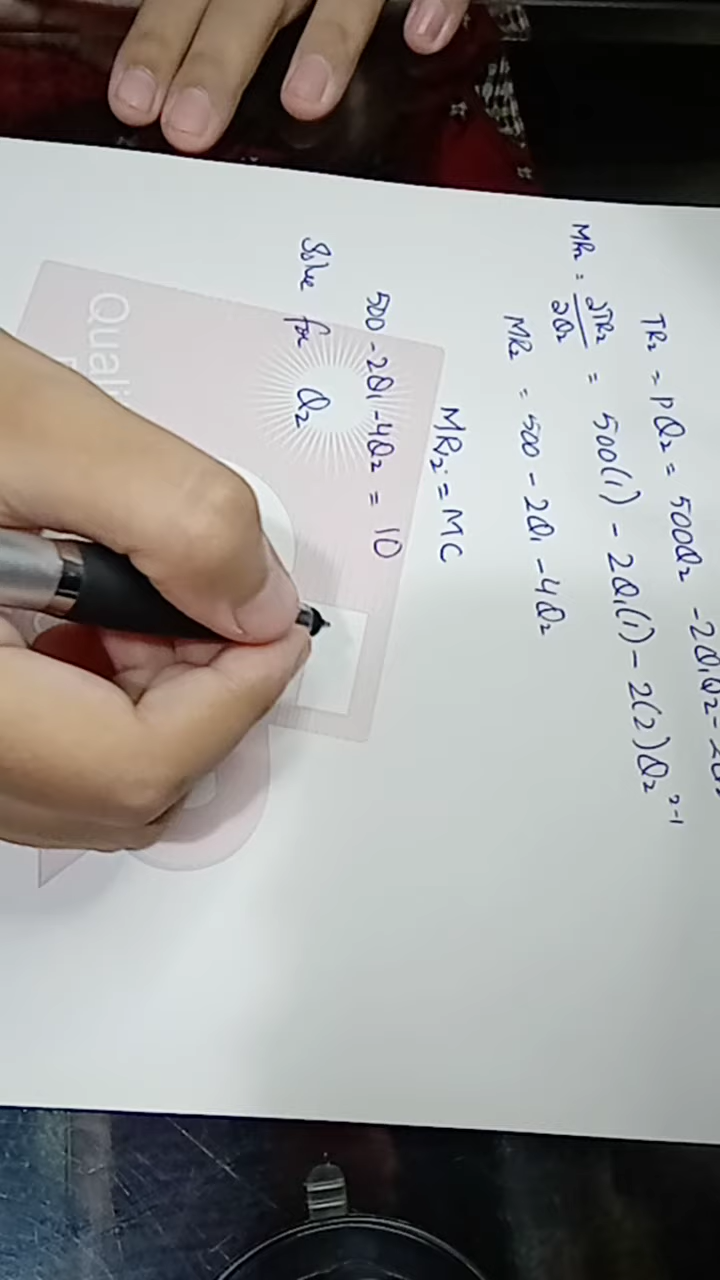 TR₂ = PQ₂ = 500Q₂ - 2Q₁Q₂ -
MR₂ = ∂TR₂/∂Q₂ = 500(1) - 2Q₁(1) - 2(2)Q₂²⁻¹
MR₂ = 500 - 2Q₁ - 4Q₂
MR₂ = MC
500 - 2Q₁ - 4Q₂ = 10
Solve for Q₂
Quali